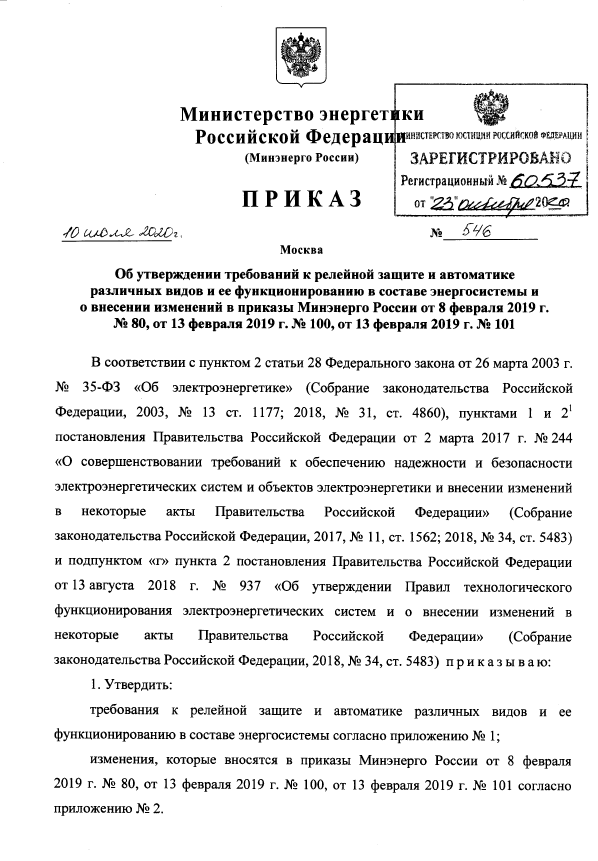 Министерство энергетики
Российской Федерации
(Минэнерго России)
МИНИСТЕРСТВО ЮСТИЦИИ РОССИЙСКОЙ ФЕДЕРАЦИИ
ЗАРЕГИСТРИРОВАНО
Регистрационный № 60537
от "23" октября 2020
ПРИКАЗ
10 июля 2020г. № 546
Москва
Об утверждении требований к релейной защите и автоматике
различных видов и ее функционированию в составе энергосистемы и
о внесении изменений в приказы Минэнерго России от 8 февраля 2019 г.
№ 80, от 13 февраля 2019 г. № 100, от 13 февраля 2019 г. № 101
В соответствии с пунктом 2 статьи 28 Федерального закона от 26 марта 2003 г.
№ 35-ФЗ «Об электроэнергетике» (Собрание законодательства Российской
Федерации, 2003, № 13 ст. 1177; 2018, № 31, ст. 4860), пунктами 1 и 2¹
постановления Правительства Российской Федерации от 2 марта 2017 г. № 244
«О совершенствовании требований к обеспечению надежности и безопасности
электроэнергетических систем и объектов электроэнергетики и внесении изменений
в некоторые акты Правительства Российской Федерации» (Собрание
законодательства Российской Федерации, 2017, № 11, ст. 1562; 2018, № 34, ст. 5483)
и подпунктом «г» пункта 2 постановления Правительства Российской Федерации
от 13 августа 2018 г. № 937 «Об утверждении Правил технологического
функционирования электроэнергетических систем и о внесении изменений в
некоторые акты Правительства Российской Федерации» (Собрание
законодательства Российской Федерации, 2018, № 34, ст. 5483) приказываю:
1. Утвердить:
требования к релейной защите и автоматике различных видов и ее
функционированию в составе энергосистемы согласно приложению № 1;
изменения, которые вносятся в приказы Минэнерго России от 8 февраля
2019 г. № 80, от 13 февраля 2019 г. № 100, от 13 февраля 2019 г. № 101 согласно
приложению № 2.